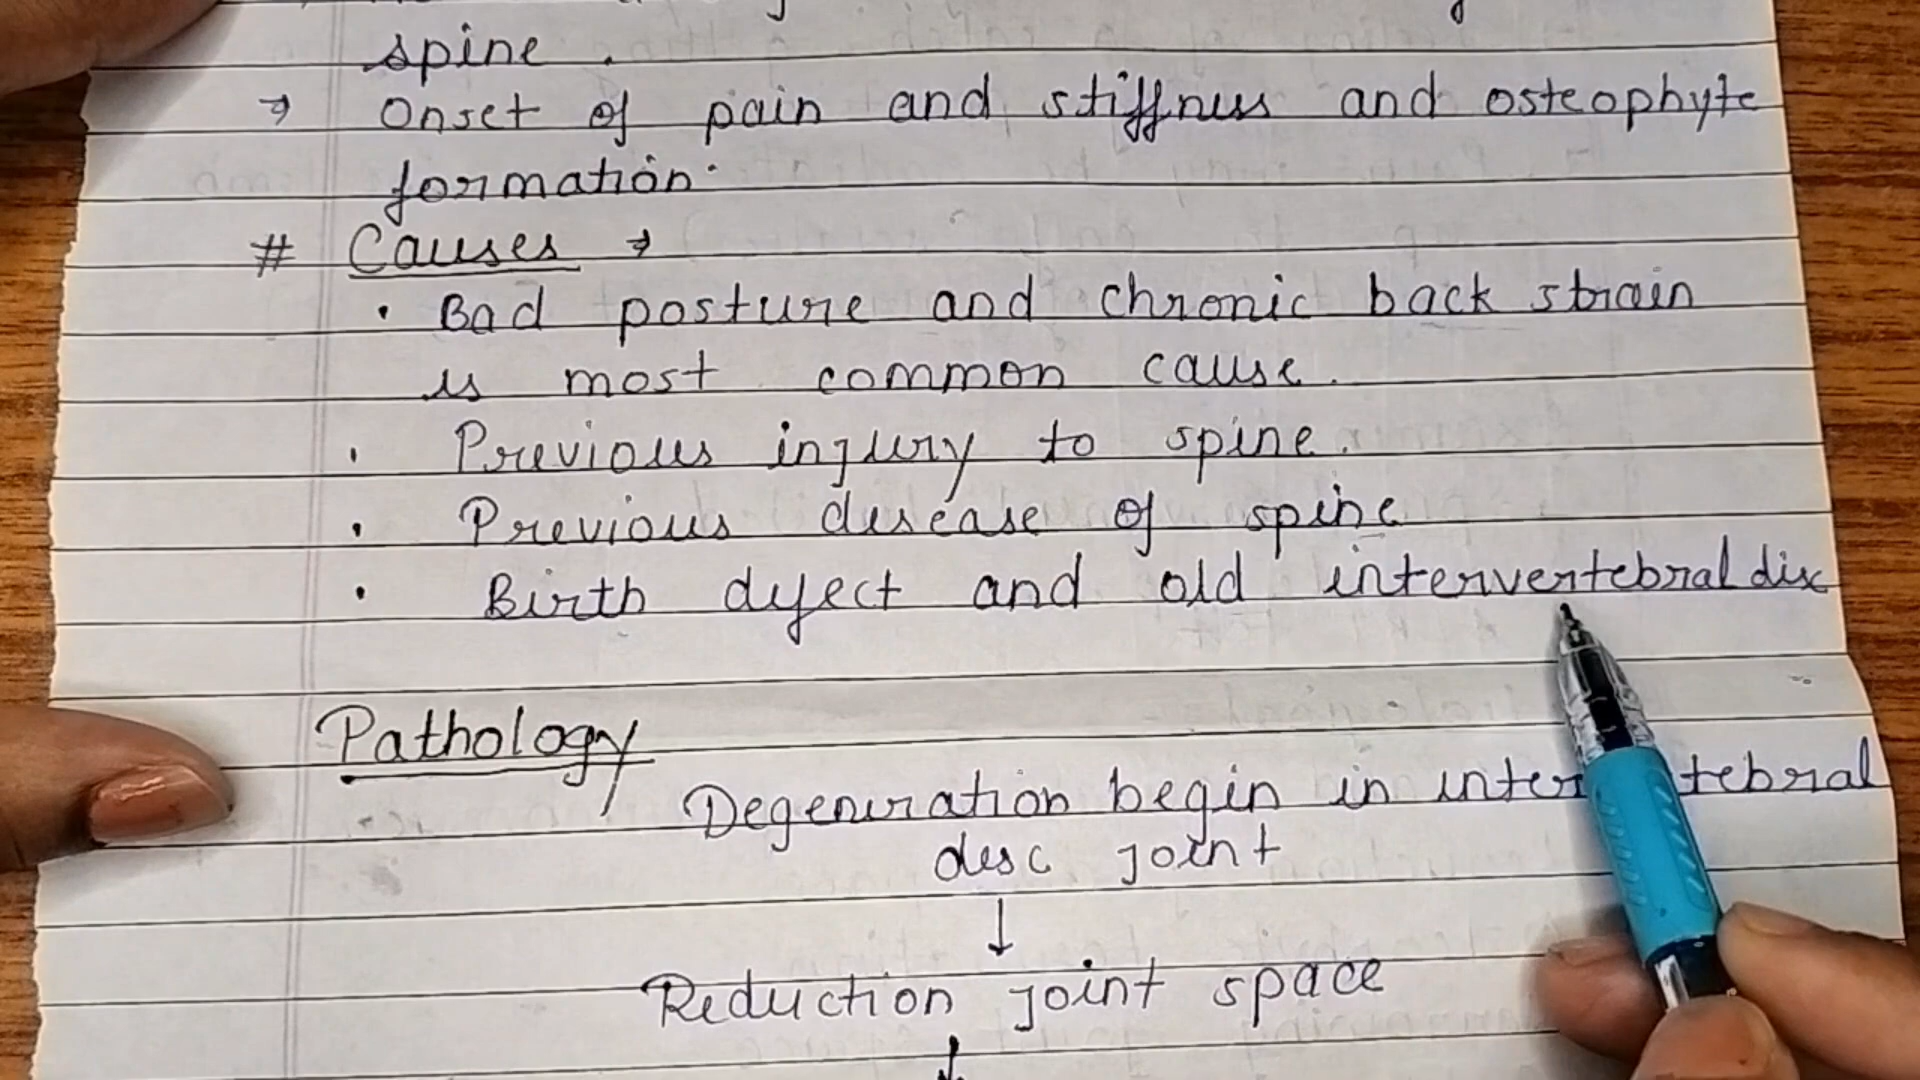 spine.
→ Onset of pain and stiffness and osteophyte
formation.
# Causes →
• Bad posture and chronic back strain
is most common cause.
• Previous injury to spine.
• Previous disease of spine
• Birth defect and old intervertebral disc
Pathology
Degeneration begin in inter tebral
disc joint
↓
Reduction joint space
↓